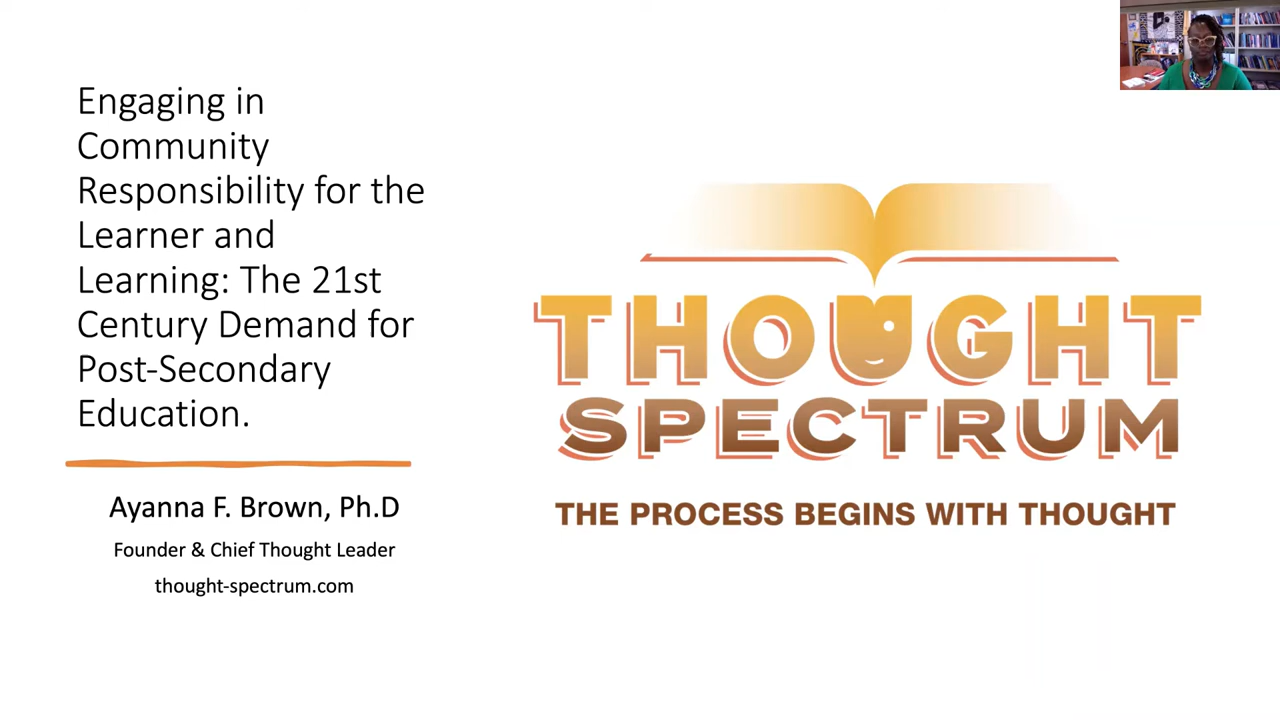 Engaging in
Community
Responsibility for the
Learner and
Learning: The 21st
Century Demand for
Post-Secondary
Education.
Ayanna F. Brown, Ph.D
Founder & Chief Thought Leader
thought-spectrum.com
THOUGHT
SPECTRUM
THE PROCESS BEGINS WITH THOUGHT